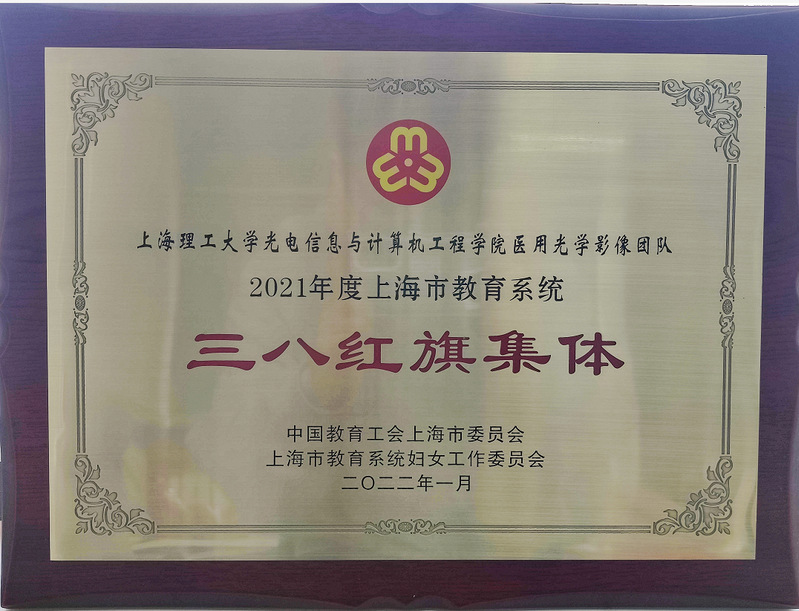 上海理工大学光电信息与计算机工程学院医用光学影像团队
2021年度上海市教育系统
三八红旗集体
中国教育工会上海市委员会
上海市教育系统妇女工作委员会
二〇二二年一月